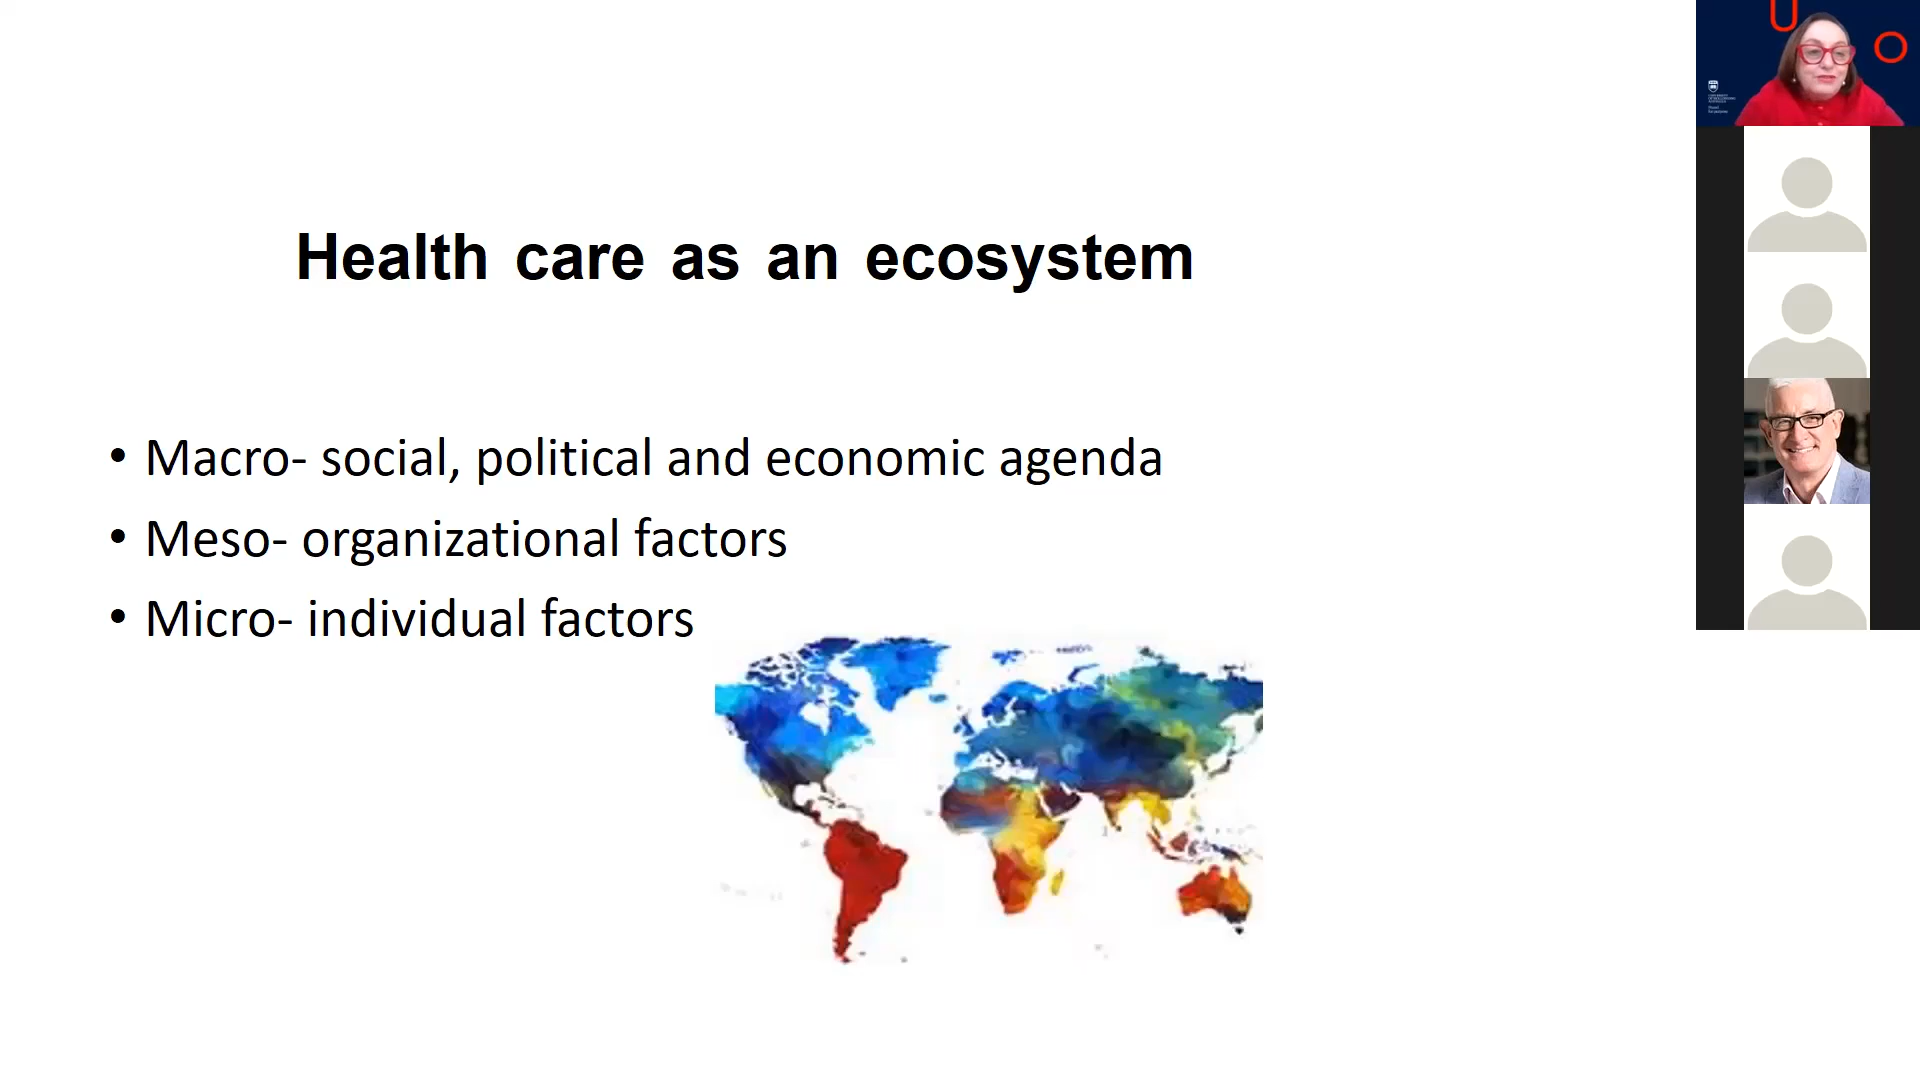 Health care as an ecosystem
• Macro- social, political and economic agenda
• Meso- organizational factors
• Micro- individual factors
U
O